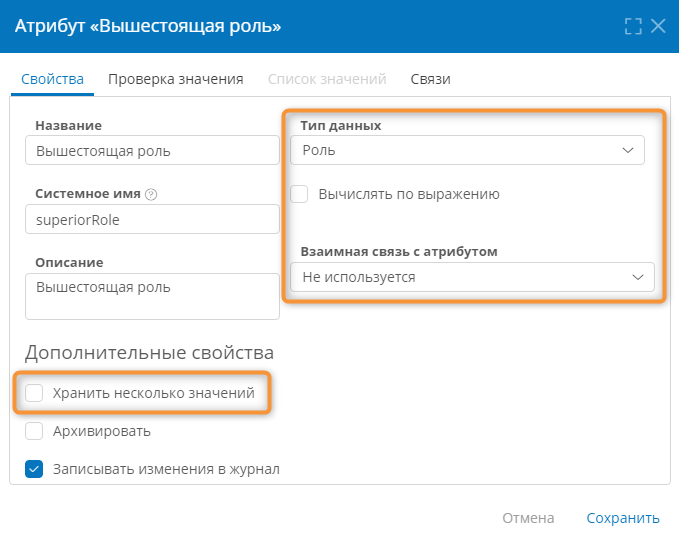 Атрибут «Вышестоящая роль»
Свойства Проверка значения Список значений Связи
Название
Вышестоящая роль
Системное имя ?
superiorRole
Описание
Вышестоящая роль
Тип данных
Роль
Вычислять по выражению
Взаимная связь с атрибутом
Не используется
Дополнительные свойства
Хранить несколько значений
Архивировать
Записывать изменения в журнал
Отмена Сохранить